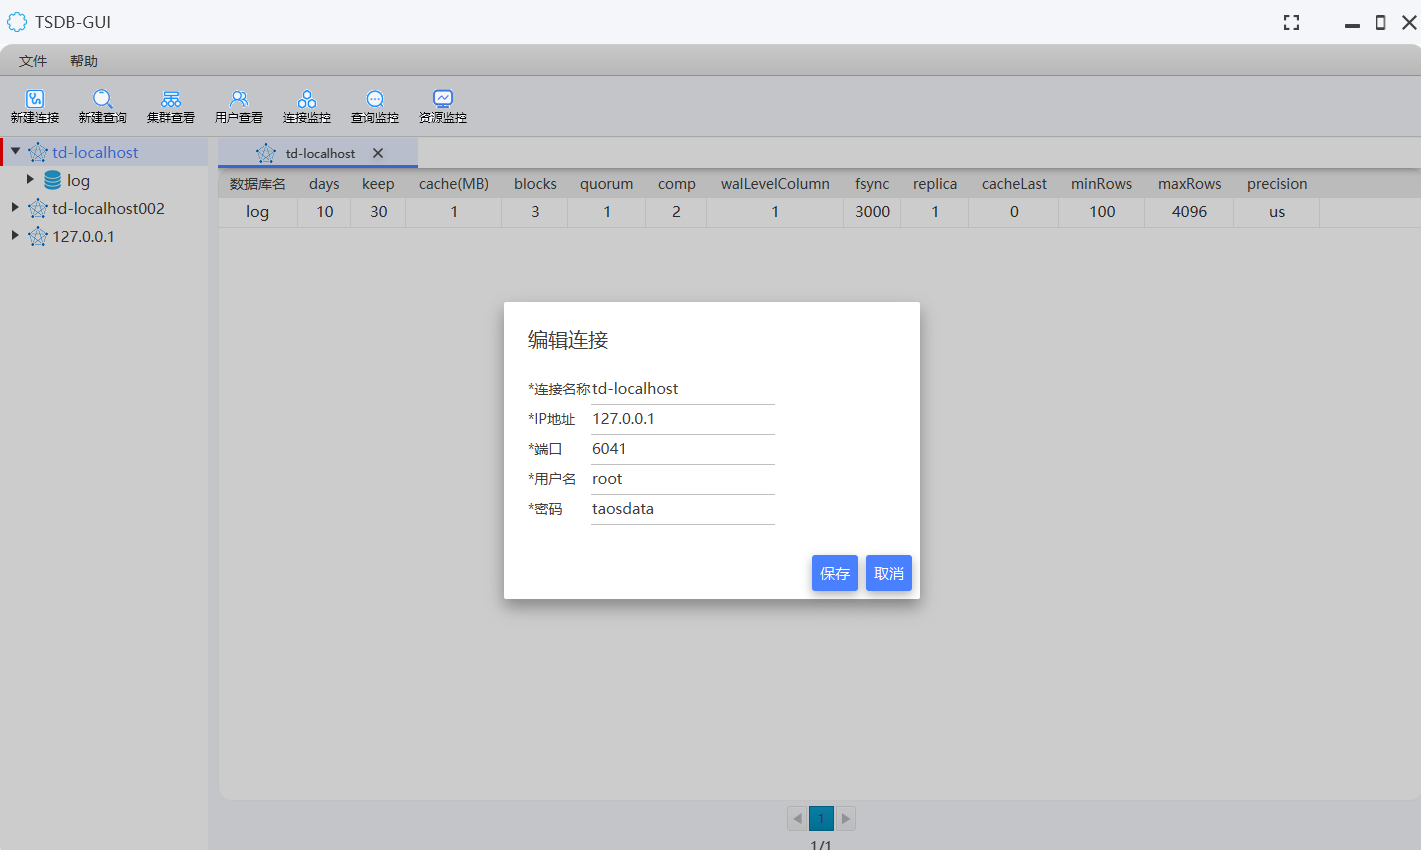 TSDB-GUI
文件 帮助
新建连接 新建查询 集群查看 用户查看 连接监控 查询监控 资源监控
td-localhost
log
td-localhost002
127.0.0.1
td-localhost
数据库名 days keep cache(MB) blocks quorum comp walLevelColumn fsync replica cacheLast minRows maxRows precision
log 10 30 1 3 1 2 1 3000 1 0 100 4096 us
编辑连接
*连接名称 td-localhost
*IP地址 127.0.0.1
*端口 6041
*用户名 root
*密码 taosdata
保存 取消
1
1/1